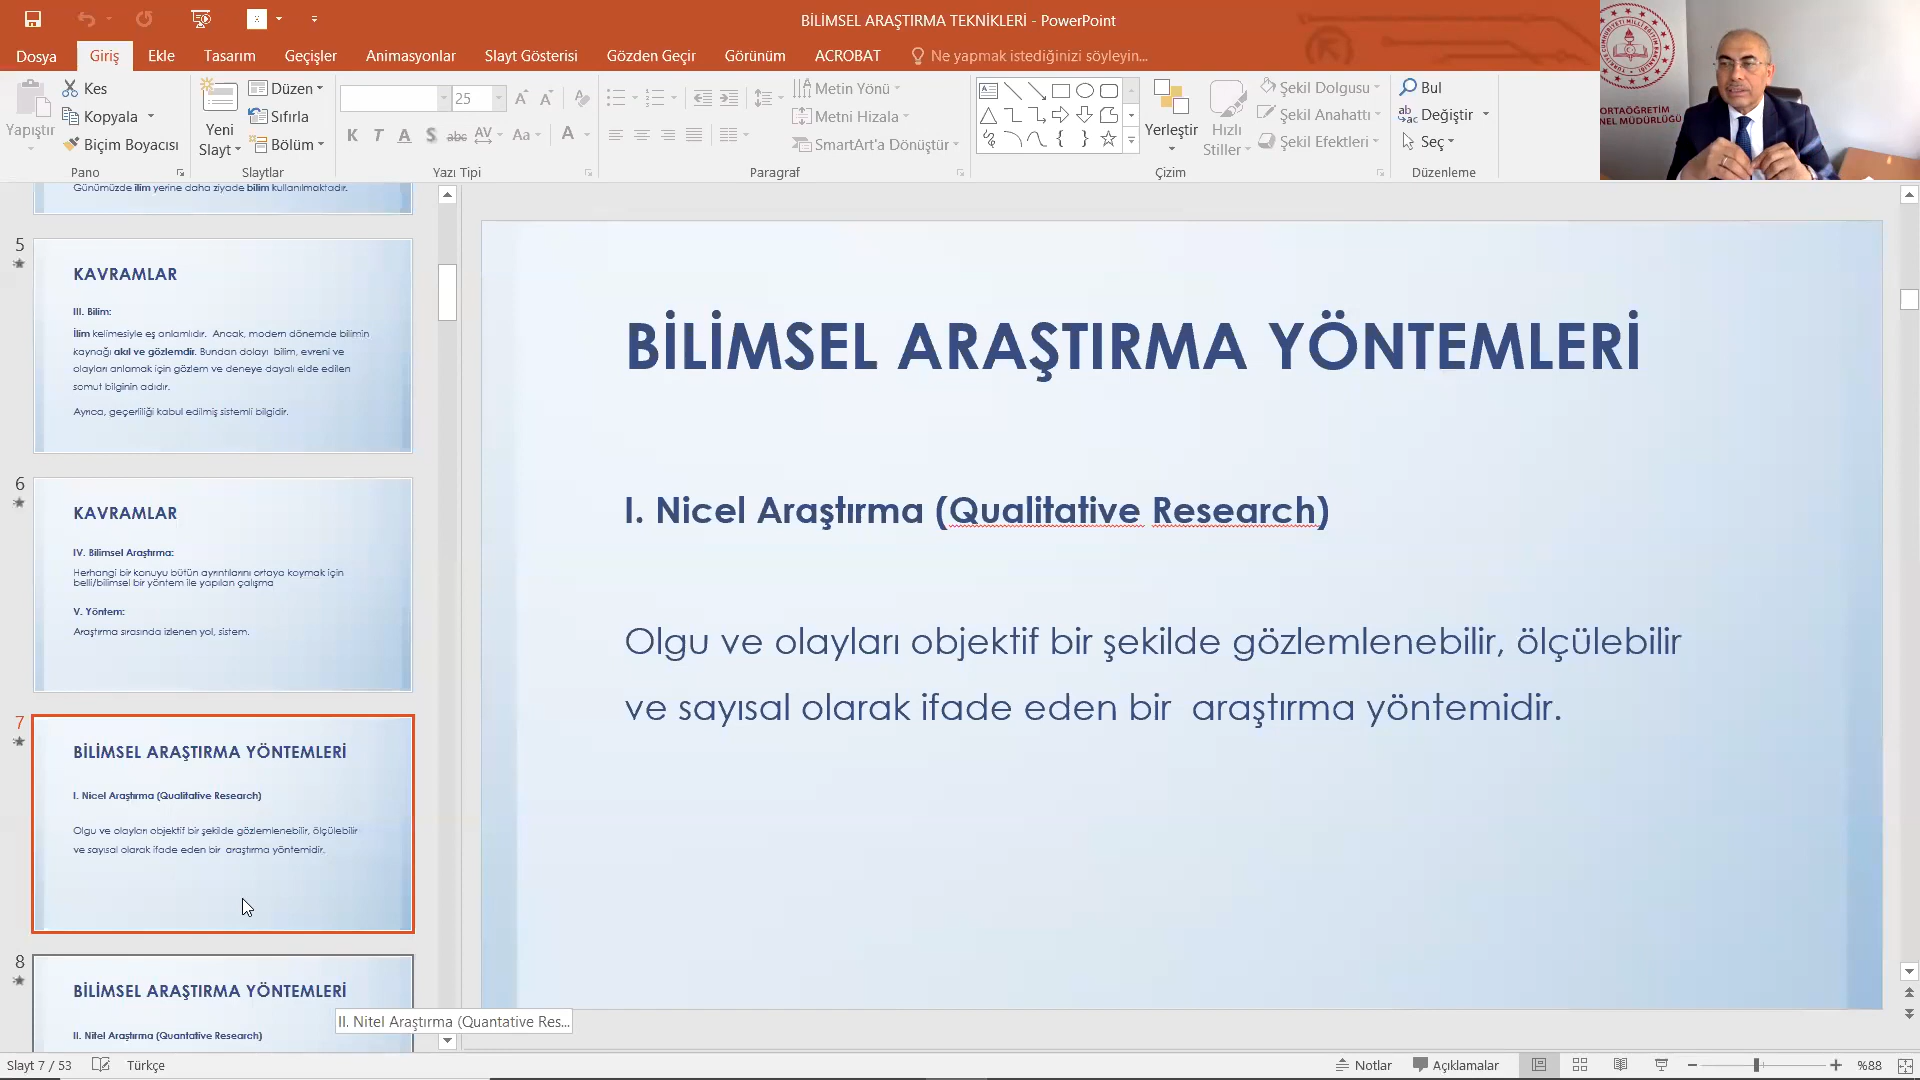 BİLİMSEL ARAŞTIRMA TEKNİKLERİ - PowerPoint
Dosya Giriş Ekle Tasarım Geçişler Animasyonlar Slayt Gösterisi Gözden Geçir Görünüm ACROBAT Ne yapmak istediğinizi söyleyin...
Yapıştır
Kes
Kopyala
Biçim Boyacısı
Pano
Yeni
Slayt
Düzen
Sıfırla
Bölüm
Slaytlar
25
K T A S abc AV Aa A
Yazı Tipi
Metin Yönü
Metni Hizala
SmartArt'a Dönüştür
Paragraf
Yerleştir
Hızlı
Stiller
Şekil Dolgusu
Şekil Anahattı
Şekil Efektleri
Çizim
Bul
Değiştir
Seç
Düzenleme
ORTAÖĞRETİM
NEL MÜDÜRLÜĞÜ
Günümüzde ilim yerine daha ziyade bilim kullanılmaktadır.
5
KAVRAMLAR
III. Bilim:
İlim kelimesiyle eş anlamlıdır. Ancak, modern dönemde bilimin
kaynağı akıl ve gözlemdir. Bundan dolayı bilim, evreni ve
olayları anlamak için gözlem ve deneye dayalı elde edilen
somut bilginin adıdır.
Ayrıca, geçerliliği kabul edilmiş sistemli bilgidir.
6
KAVRAMLAR
IV. Bilimsel Araştırma:
Herhangi bir konuyu bütün ayrıntılarını ortaya koymak için
belli/bilimsel bir yöntem ile yapılan çalışma
V. Yöntem:
Araştırma sırasında izlenen yol, sistem.
7
BİLİMSEL ARAŞTIRMA YÖNTEMLERİ
I. Nicel Araştırma (Qualitative Research)
Olgu ve olayları objektif bir şekilde gözlemlenebilir, ölçülebilir
ve sayısal olarak ifade eden bir araştırma yöntemidir.
8
BİLİMSEL ARAŞTIRMA YÖNTEMLERİ
II. Nitel Araştırma (Quantative Research)
II. Nitel Araştırma (Quantative Res...
BİLİMSEL ARAŞTIRMA YÖNTEMLERİ
I. Nicel Araştırma (Qualitative Research)
Olgu ve olayları objektif bir şekilde gözlemlenebilir, ölçülebilir
ve sayısal olarak ifade eden bir araştırma yöntemidir.
Slayt 7 / 53 Türkçe Notlar Açıklamalar %88